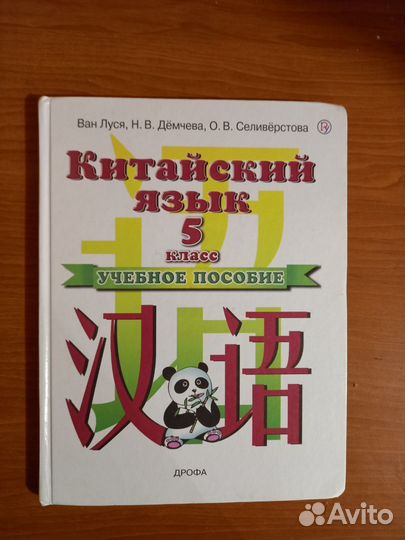 Ван Луся, Н. В. Дёмчева, О. В. Селивёрстова
Китайский
язык
5
класс
УЧЕБНОЕ ПОСОБИЕ
汉语
ДРОФА
Avito